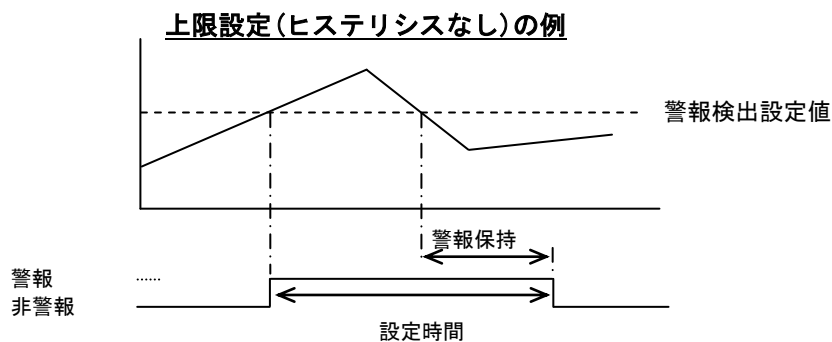 上限設定(ヒステリシスなし)の例
警報検出設定値
警報保持
警報
非警報
設定時間